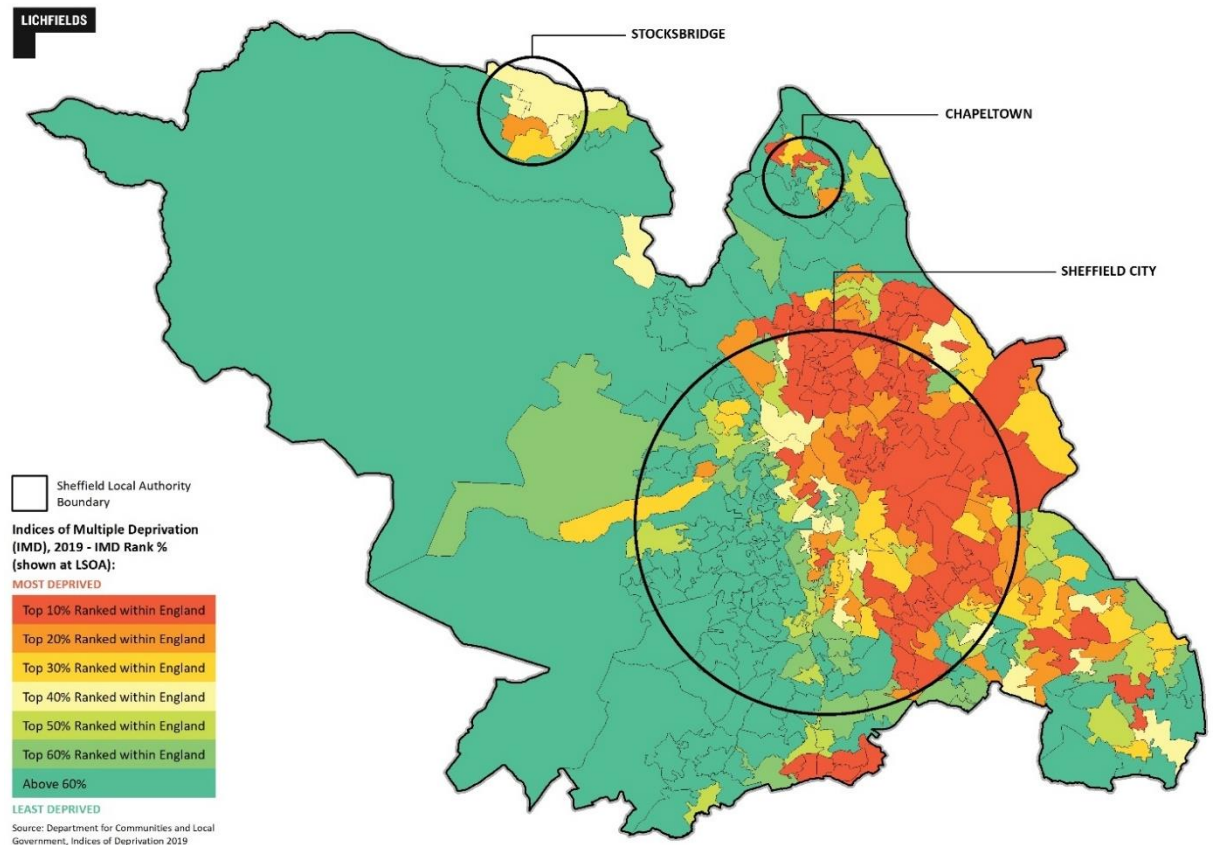 LICHFIELDS
STOCKSBRIDGE
CHAPELTOWN
SHEFFIELD CITY
Sheffield Local Authority
Boundary
Indices of Multiple Deprivation
(IMD), 2019 - IMD Rank %
(shown at LSOA):
MOST DEPRIVED
Top 10% Ranked within England
Top 20% Ranked within England
Top 30% Ranked within England
Top 40% Ranked within England
Top 50% Ranked within England
Top 60% Ranked within England
Above 60%
LEAST DEPRIVED
Source: Department for Communities and Local
Government, Indices of Deprivation 2019